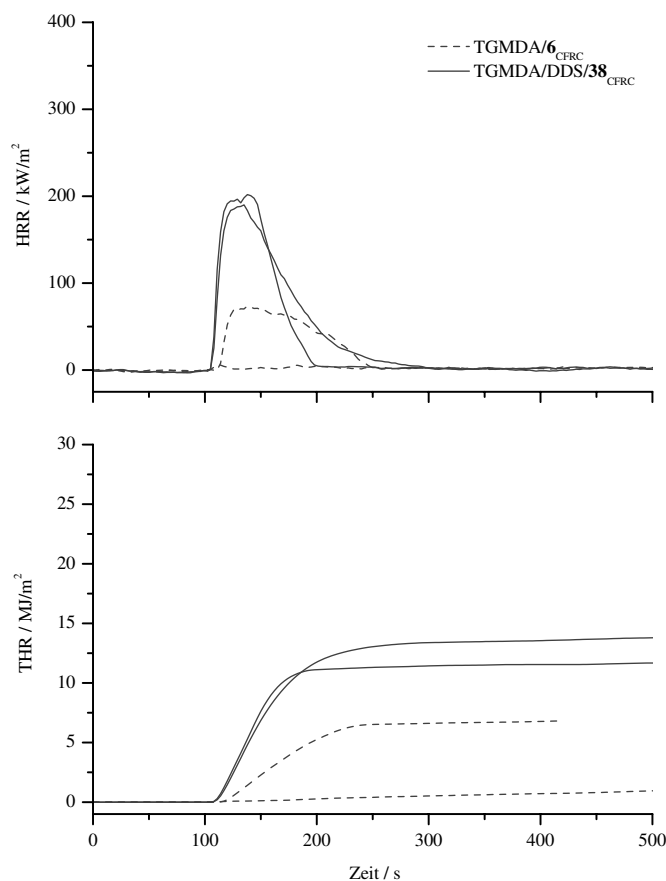 400
TGMDA/6CFRC
TGMDA/DDS/38CFRC
300
HRR / kW/m²
200
100
0
30
25
20
THR / MJ/m²
15
10
5
0
0 100 200 300 400 500
Zeit / s